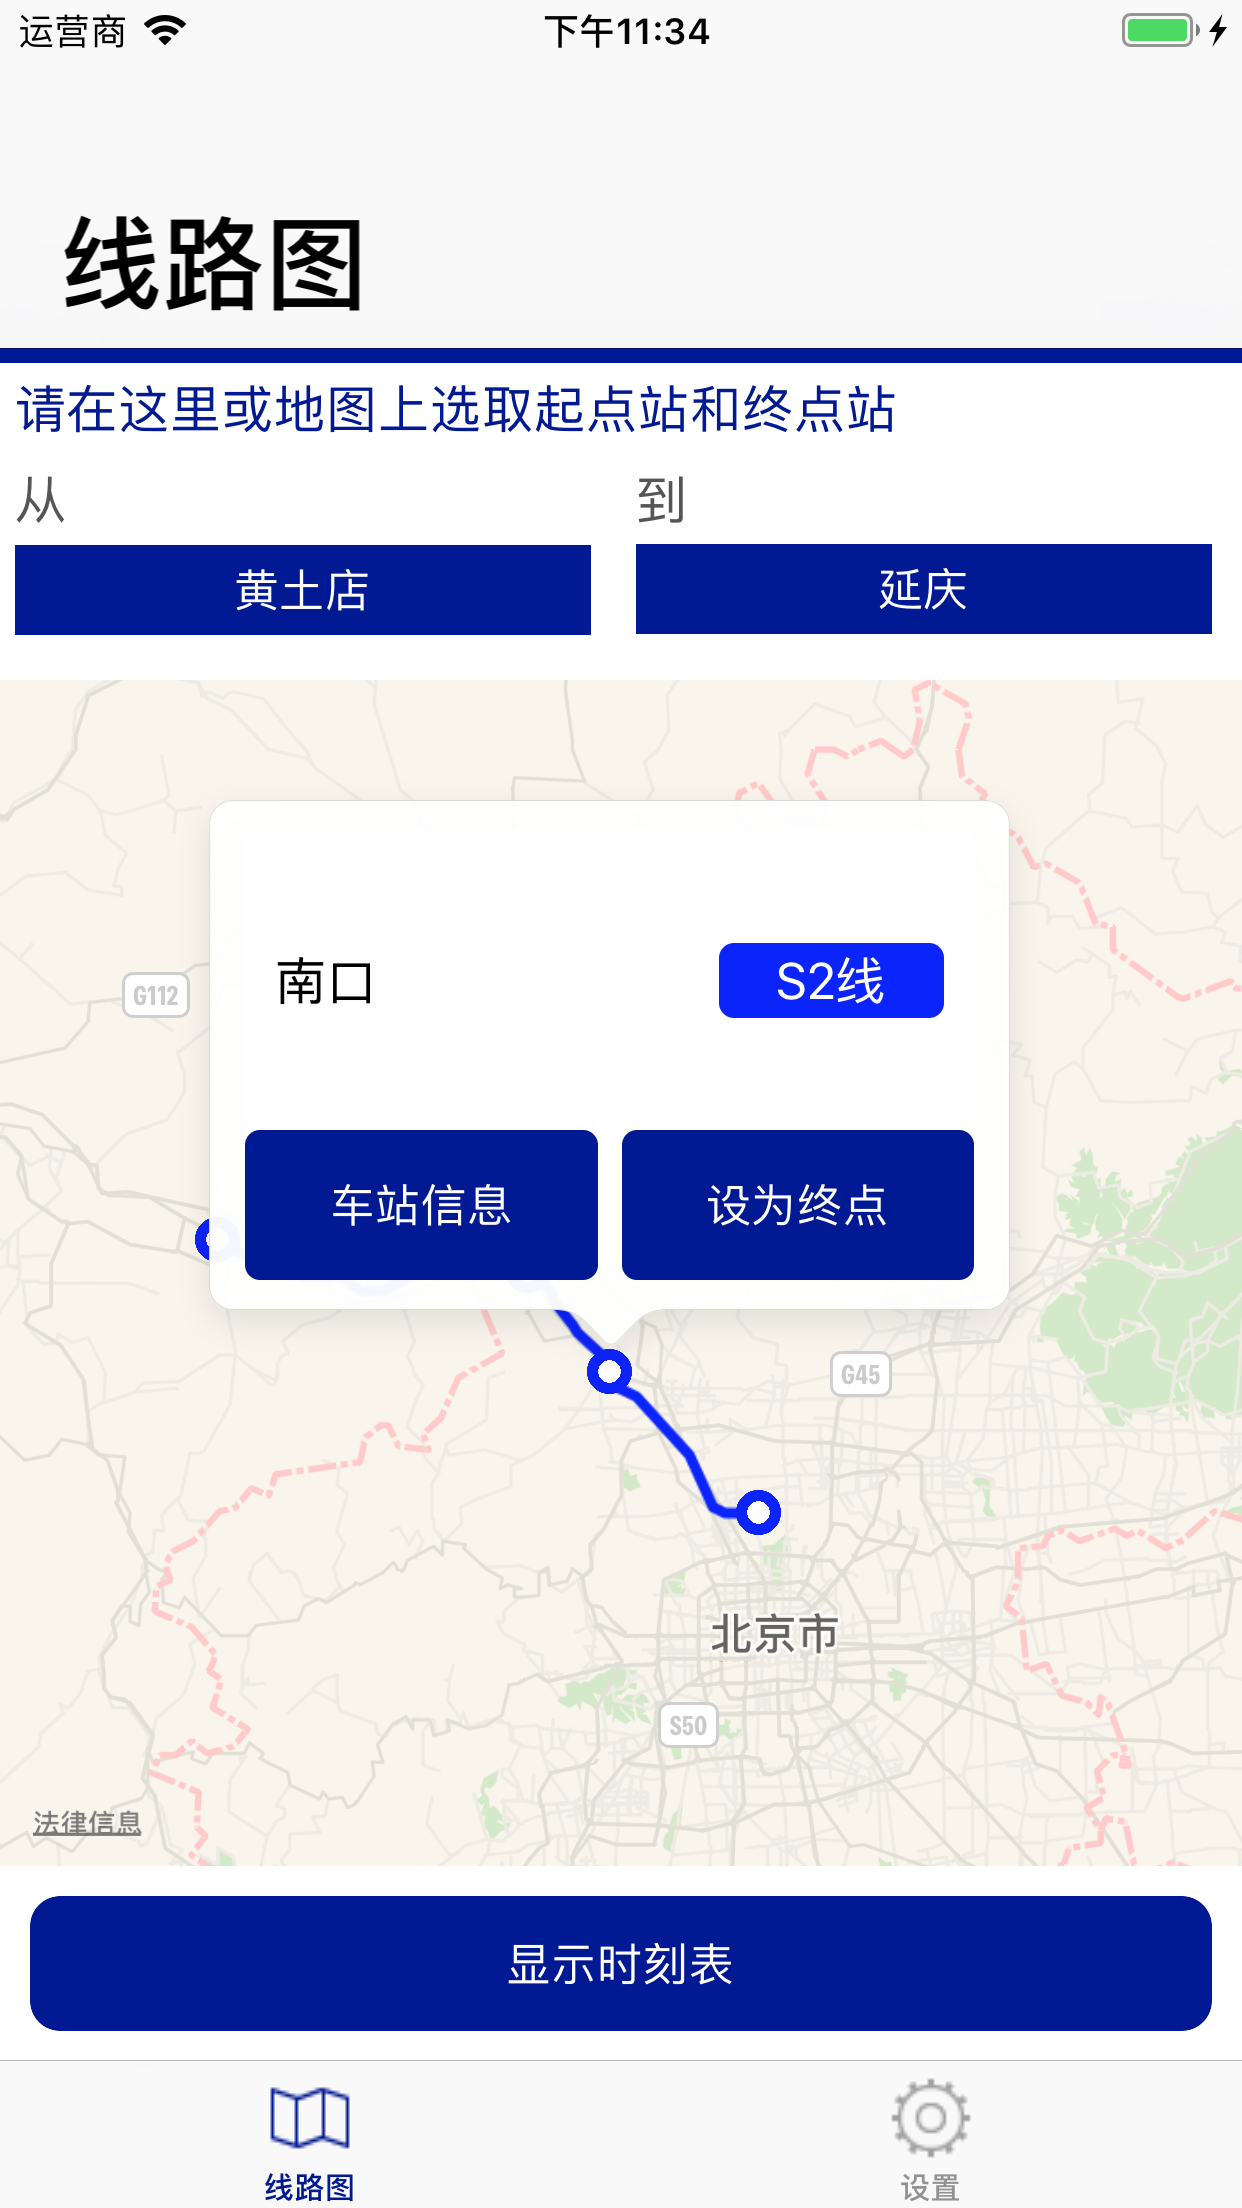 运营商 下午11:34
线路图
请在这里或地图上选取起点站和终点站
从 到
黄土店 延庆
G112
南口 S2线
车站信息 设为终点
G45
北京市
S50
法律信息
显示时刻表
线路图 设置